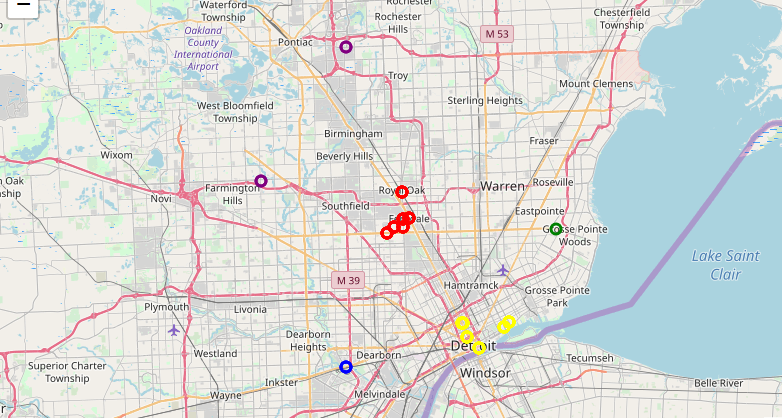 Waterford
Township
Rochester
Rochester
Hills
Chesterfield
Township
Oakland
County
International
Airport
Pontiac
M 53
Troy
Mount Clemens
Sterling Heights
West Bloomfield
Township
Birmingham
Fraser
Wixom
Beverly Hills
Oak
ship
Novi
Farmington
Hills
Royal Oak
Warren
Roseville
Southfield
Eastpointe
Grosse Pointe
Woods
Lake Saint
Clair
M 39
Hamtramck
Grosse Pointe
Park
Plymouth
Livonia
Dearborn
Heights
Detroit
Westland
Dearborn
Tecumseh
Superior Charter
Township
Windsor
Inkster
Belle River
Wayne
Melvindale